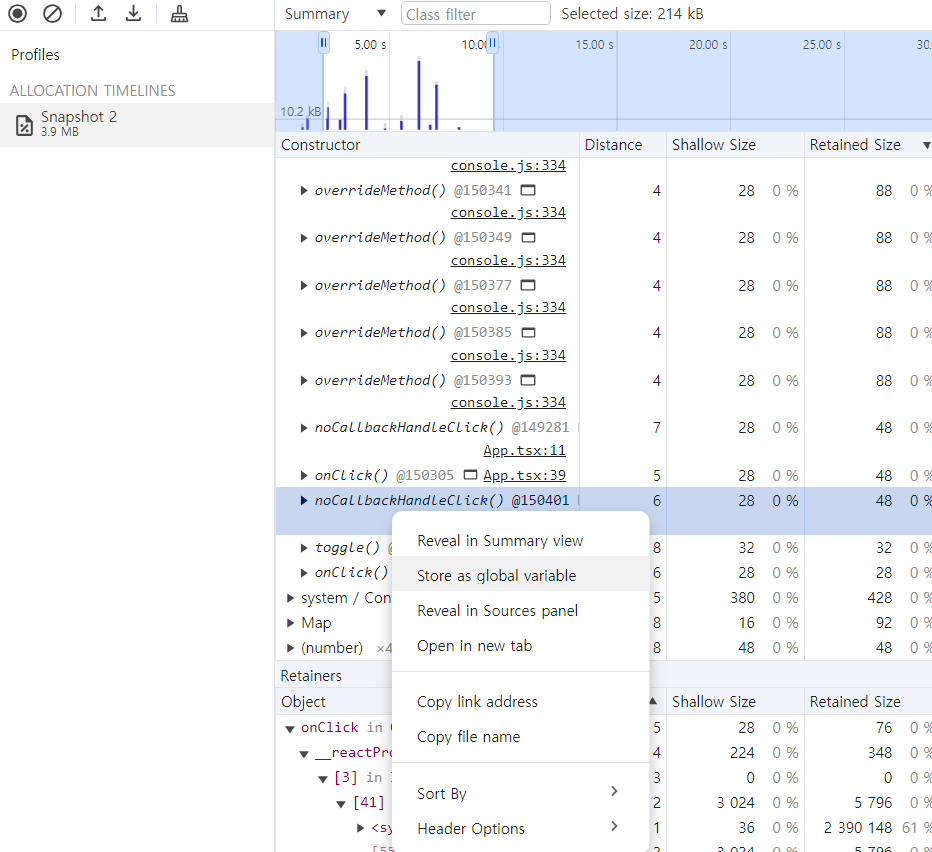 Summary ▼ Class filter Selected size: 214 kB
Profiles
ALLOCATION TIMELINES
Snapshot 2
3.9 MB
5.00 s 10.0 15.00 s 20.00 s 25.00 s 30.
10.2 kB
Constructor Distance Shallow Size Retained Size ▼
console.js:334
▶ overrideMethod() @150341 4 28 0 % 88 0 %
console.js:334
▶ overrideMethod() @150349 4 28 0 % 88 0 %
console.js:334
▶ overrideMethod() @150377 4 28 0 % 88 0 %
console.js:334
▶ overrideMethod() @150385 4 28 0 % 88 0 %
console.js:334
▶ overrideMethod() @150393 4 28 0 % 88 0 %
console.js:334
▶ noCallbackHandleClick() @149281 7 28 0 % 48 0 %
App.tsx:11
▶ onClick() @150305 App.tsx:39 5 28 0 % 48 0 %
▶ noCallbackHandleClick() @150401 6 28 0 % 48 0 %
▶ toggle() 8 32 0 % 32 0 %
▶ onClick() 6 28 0 % 28 0 %
▶ system / Con 5 380 0 % 428 0 %
▶ Map 8 16 0 % 92 0 %
▶ (number) ×4 8 48 0 % 48 0 %
Reveal in Summary view
Store as global variable
Reveal in Sources panel
Open in new tab
Copy link address
Copy file name
Sort By
Header Options
Retainers
Object ▲ Shallow Size Retained Size
▼ onClick in 5 28 0 % 76 0 %
▼ __reactPro 4 224 0 % 348 0 %
▼ [3] in 3 0 0 % 0 0 %
▼ [41] 2 3 024 0 % 5 796 0 %
▶ <sy 1 36 0 % 2 390 148 61 %